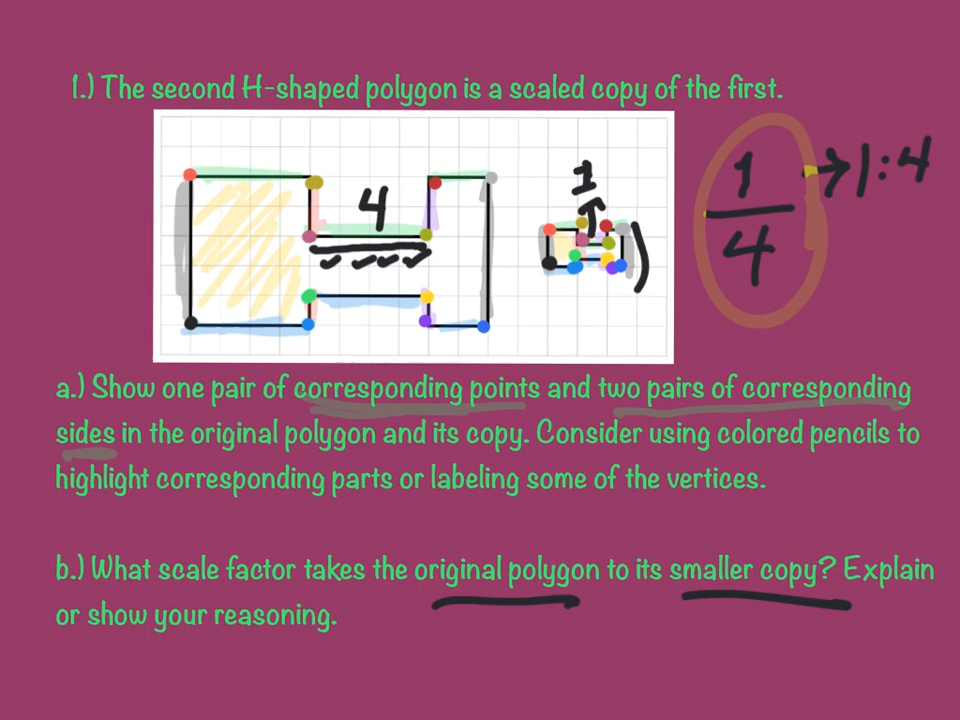 1.) The second H-shaped polygon is a scaled copy of the first.
4
1
1
4
1:4
a.) Show one pair of corresponding points and two pairs of corresponding
sides in the original polygon and its copy. Consider using colored pencils to
highlight corresponding parts or labeling some of the vertices.
b.) What scale factor takes the original polygon to its smaller copy? Explain
or show your reasoning.